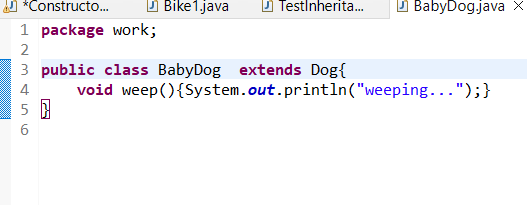 *Constructo... Bike1.java TestInherita... BabyDog.java
1 package work;
2
3 public class BabyDog  extends Dog{
4     void weep(){System.out.println("weeping...");}
5 }
6